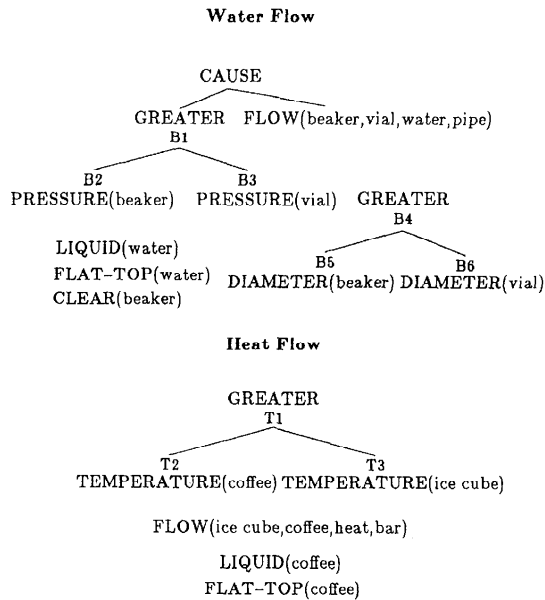 Water Flow
CAUSE
GREATER FLOW(beaker,vial,water,pipe)
B1
B2 B3
PRESSURE(beaker) PRESSURE(vial) GREATER
B4
LIQUID(water)
FLAT-TOP(water)
CLEAR(beaker)
B5 B6
DIAMETER(beaker) DIAMETER(vial)
Heat Flow
GREATER
T1
T2 T3
TEMPERATURE(coffee) TEMPERATURE(ice cube)
FLOW(ice cube,coffee,heat,bar)
LIQUID(coffee)
FLAT-TOP(coffee)